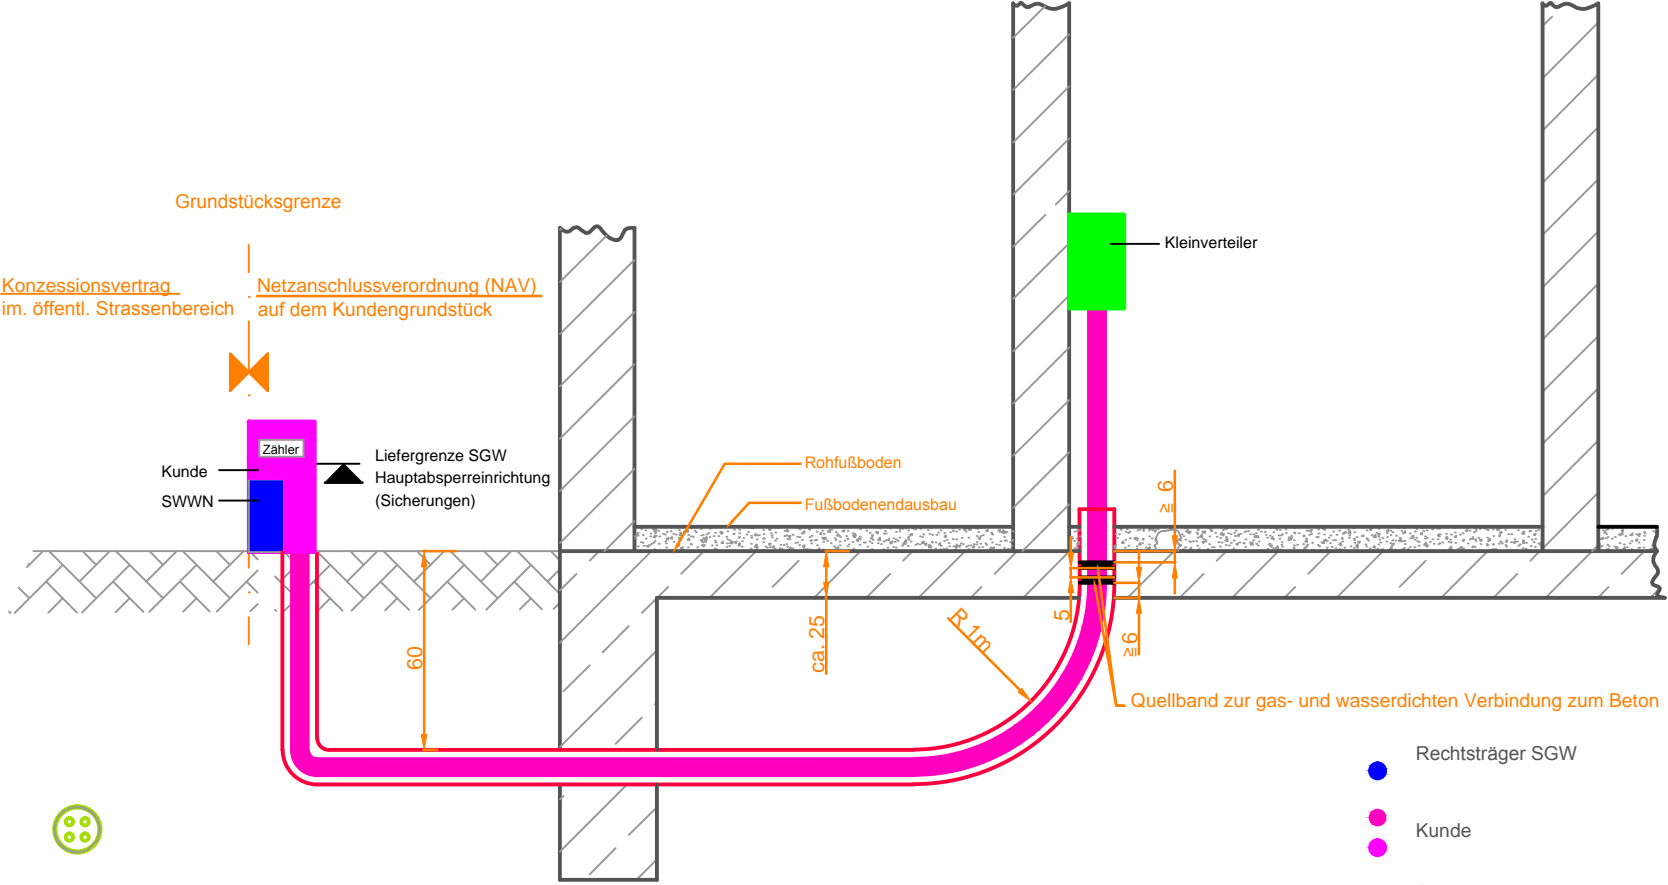 Grundstücksgrenze
Konzessionsvertrag
im. öffentl. Strassenbereich
Netzanschlussverordnung (NAV)
auf dem Kundengrundstück
Kleinverteiler
Zähler
Kunde
SWWN
Liefergrenze SGW
Hauptabsperreinrichtung
(Sicherungen)
Rohfußboden
Fußbodenendausbau
≥ 6
60
ca. 25
R 1m
5
≥6
Quellband zur gas- und wasserdichten Verbindung zum Beton
Rechtsträger SGW
Kunde